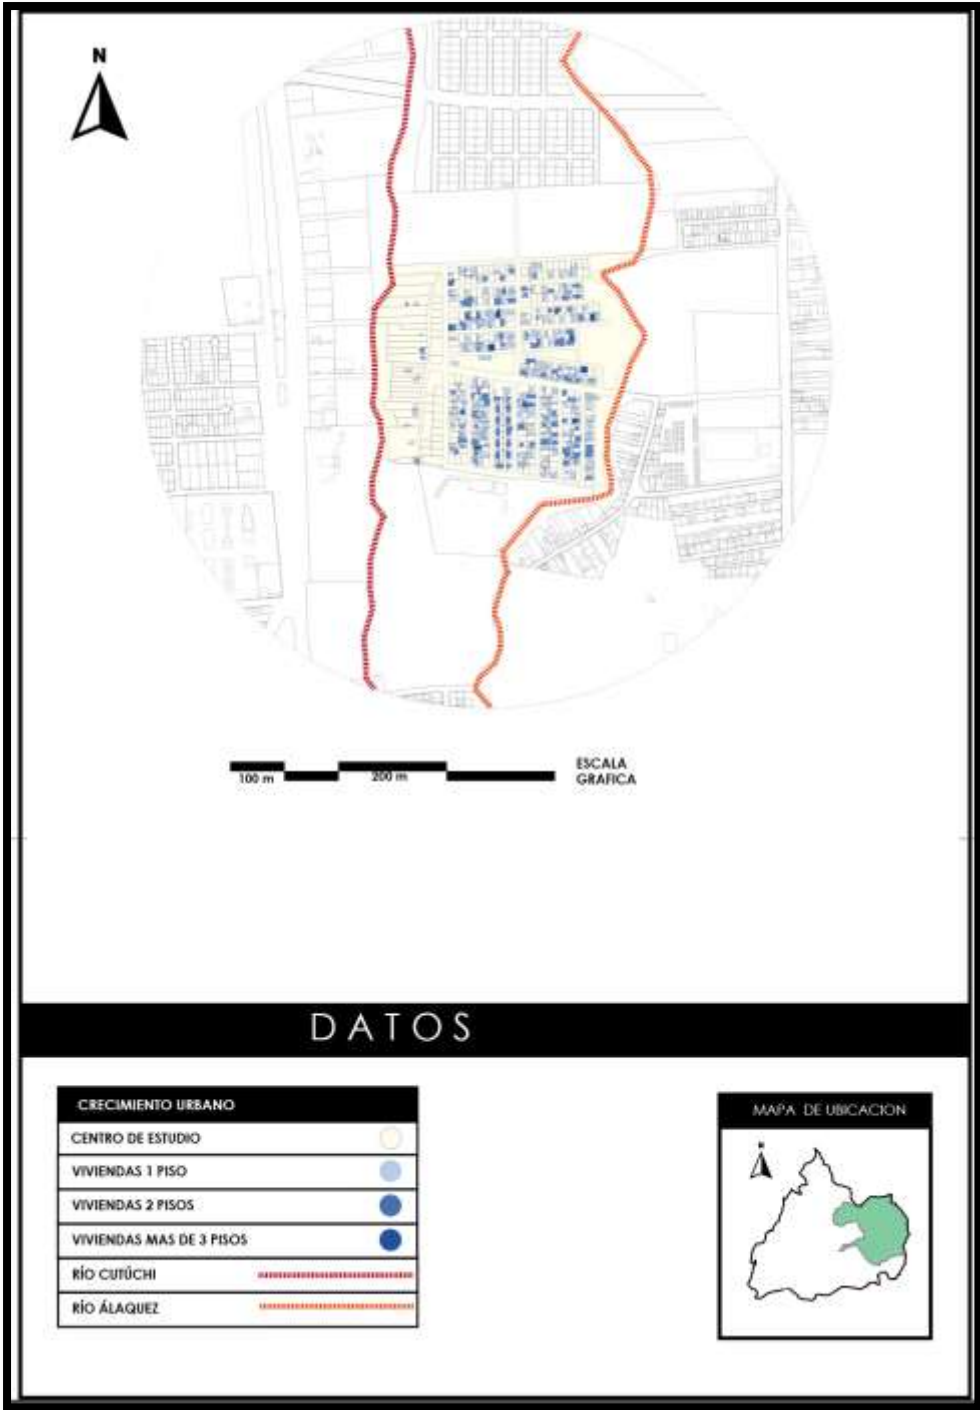 N
100 m
200 m
ESCALA
GRAFICA
DATOS
CRECIMIENTO URBANO
CENTRO DE ESTUDIO
VIVIENDAS 1 PISO
VIVIENDAS 2 PISOS
VIVIENDAS MAS DE 3 PISOS
RÍO CUTÚCHI
RÍO ÁLAQUEZ
MAPA DE UBICACION
N